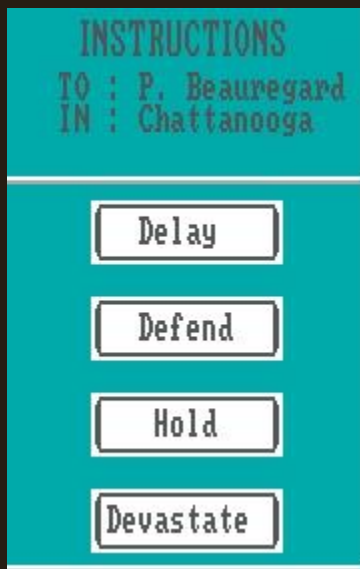 INSTRUCTIONS
TO : P. Beauregard
IN : Chattanooga
Delay
Defend
Hold
Devastate